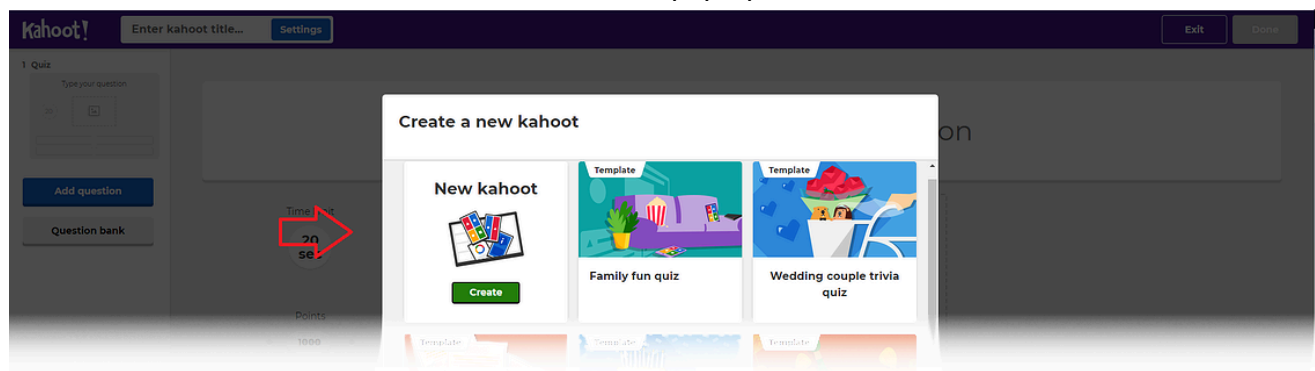 Kahoot!
Enter kahoot title...
Settings
Exit
Done
1 Quiz
Type your question
Add question
Question bank
Time limit
20
sec
Points
1000
on
Create a new kahoot
New kahoot
Create
Template
Family fun quiz
Template
Wedding couple trivia
quiz
Template
Template
Template